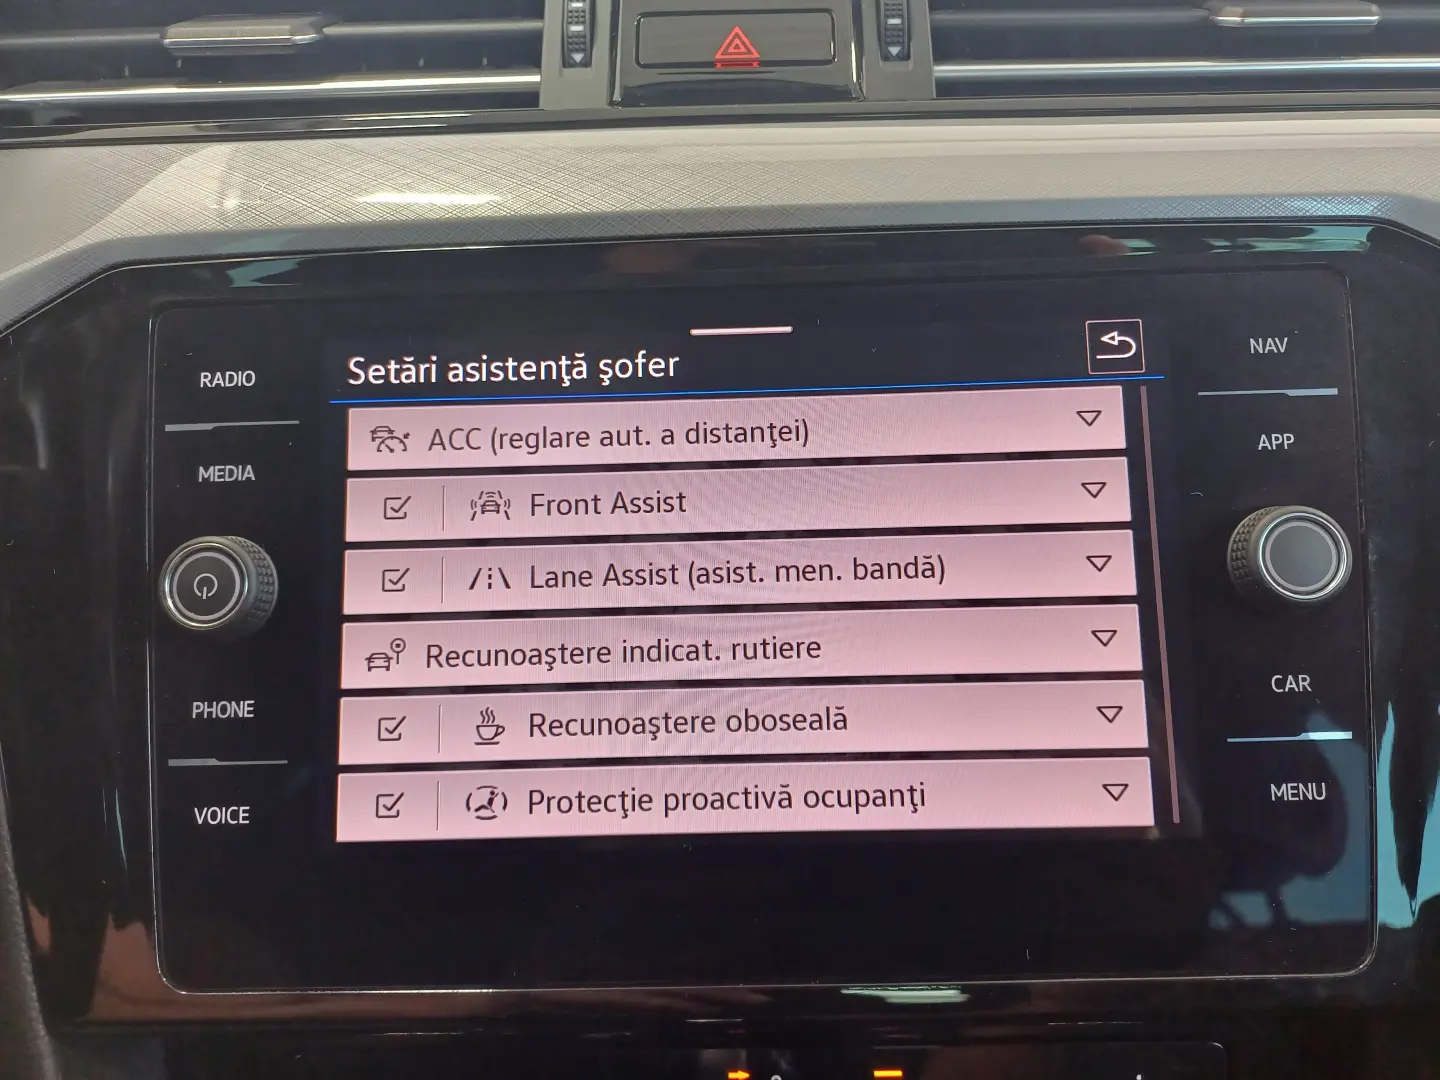 Setări asistenţă şofer
ACC (reglare aut. a distanţei)
Front Assist
Lane Assist (asist. men. bandă)
Recunoaştere indicat. rutiere
Recunoaştere oboseală
Protecţie proactivă ocupanţi
RADIO
MEDIA
PHONE
VOICE
NAV
APP
CAR
MENU